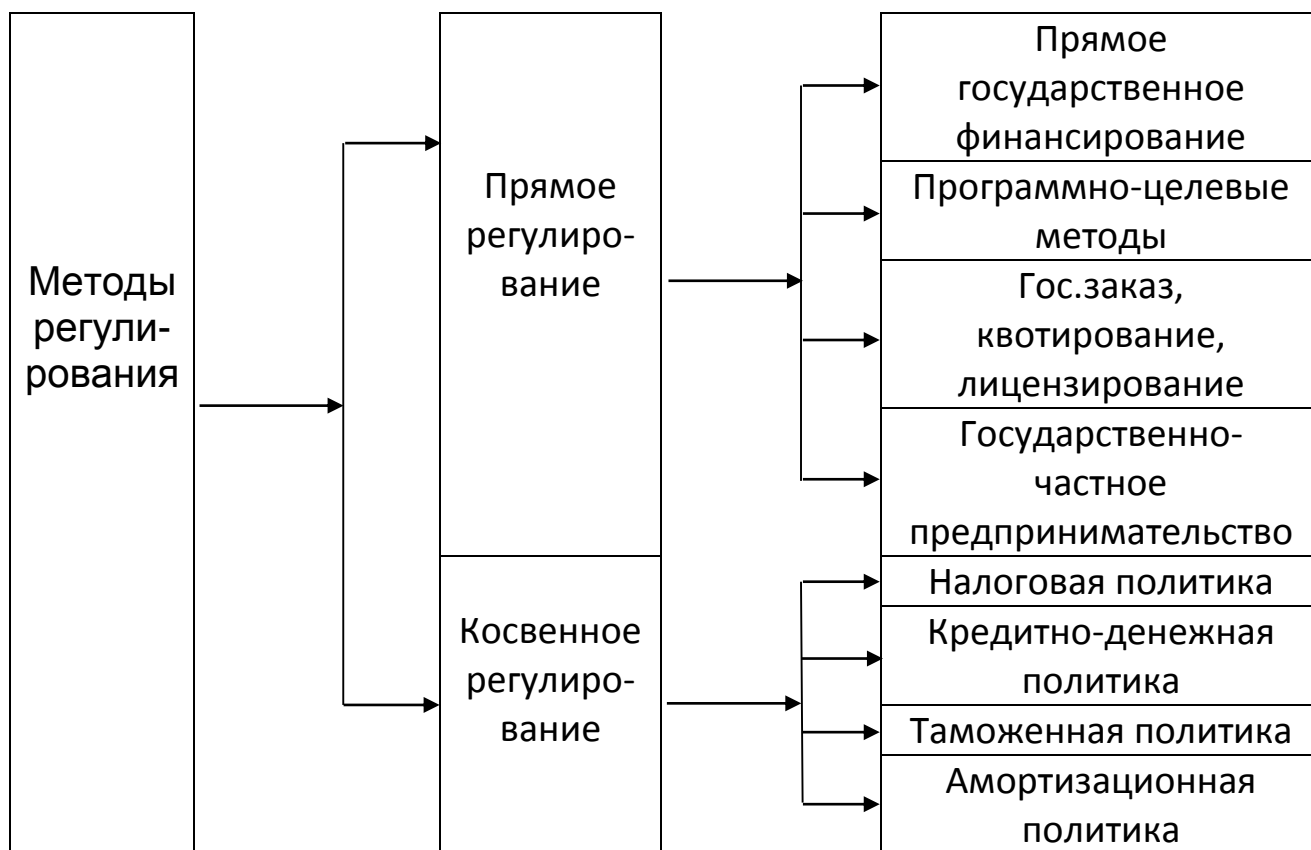 Методы
регули-
рования
Прямое
регулиро-
вание
Косвенное
регулиро-
вание
Прямое
государственное
финансирование
Программно-целевые
методы
Гос.заказ,
квотирование,
лицензирование
Государственно-
частное
предпринимательство
Налоговая политика
Кредитно-денежная
политика
Таможенная политика
Амортизационная
политика